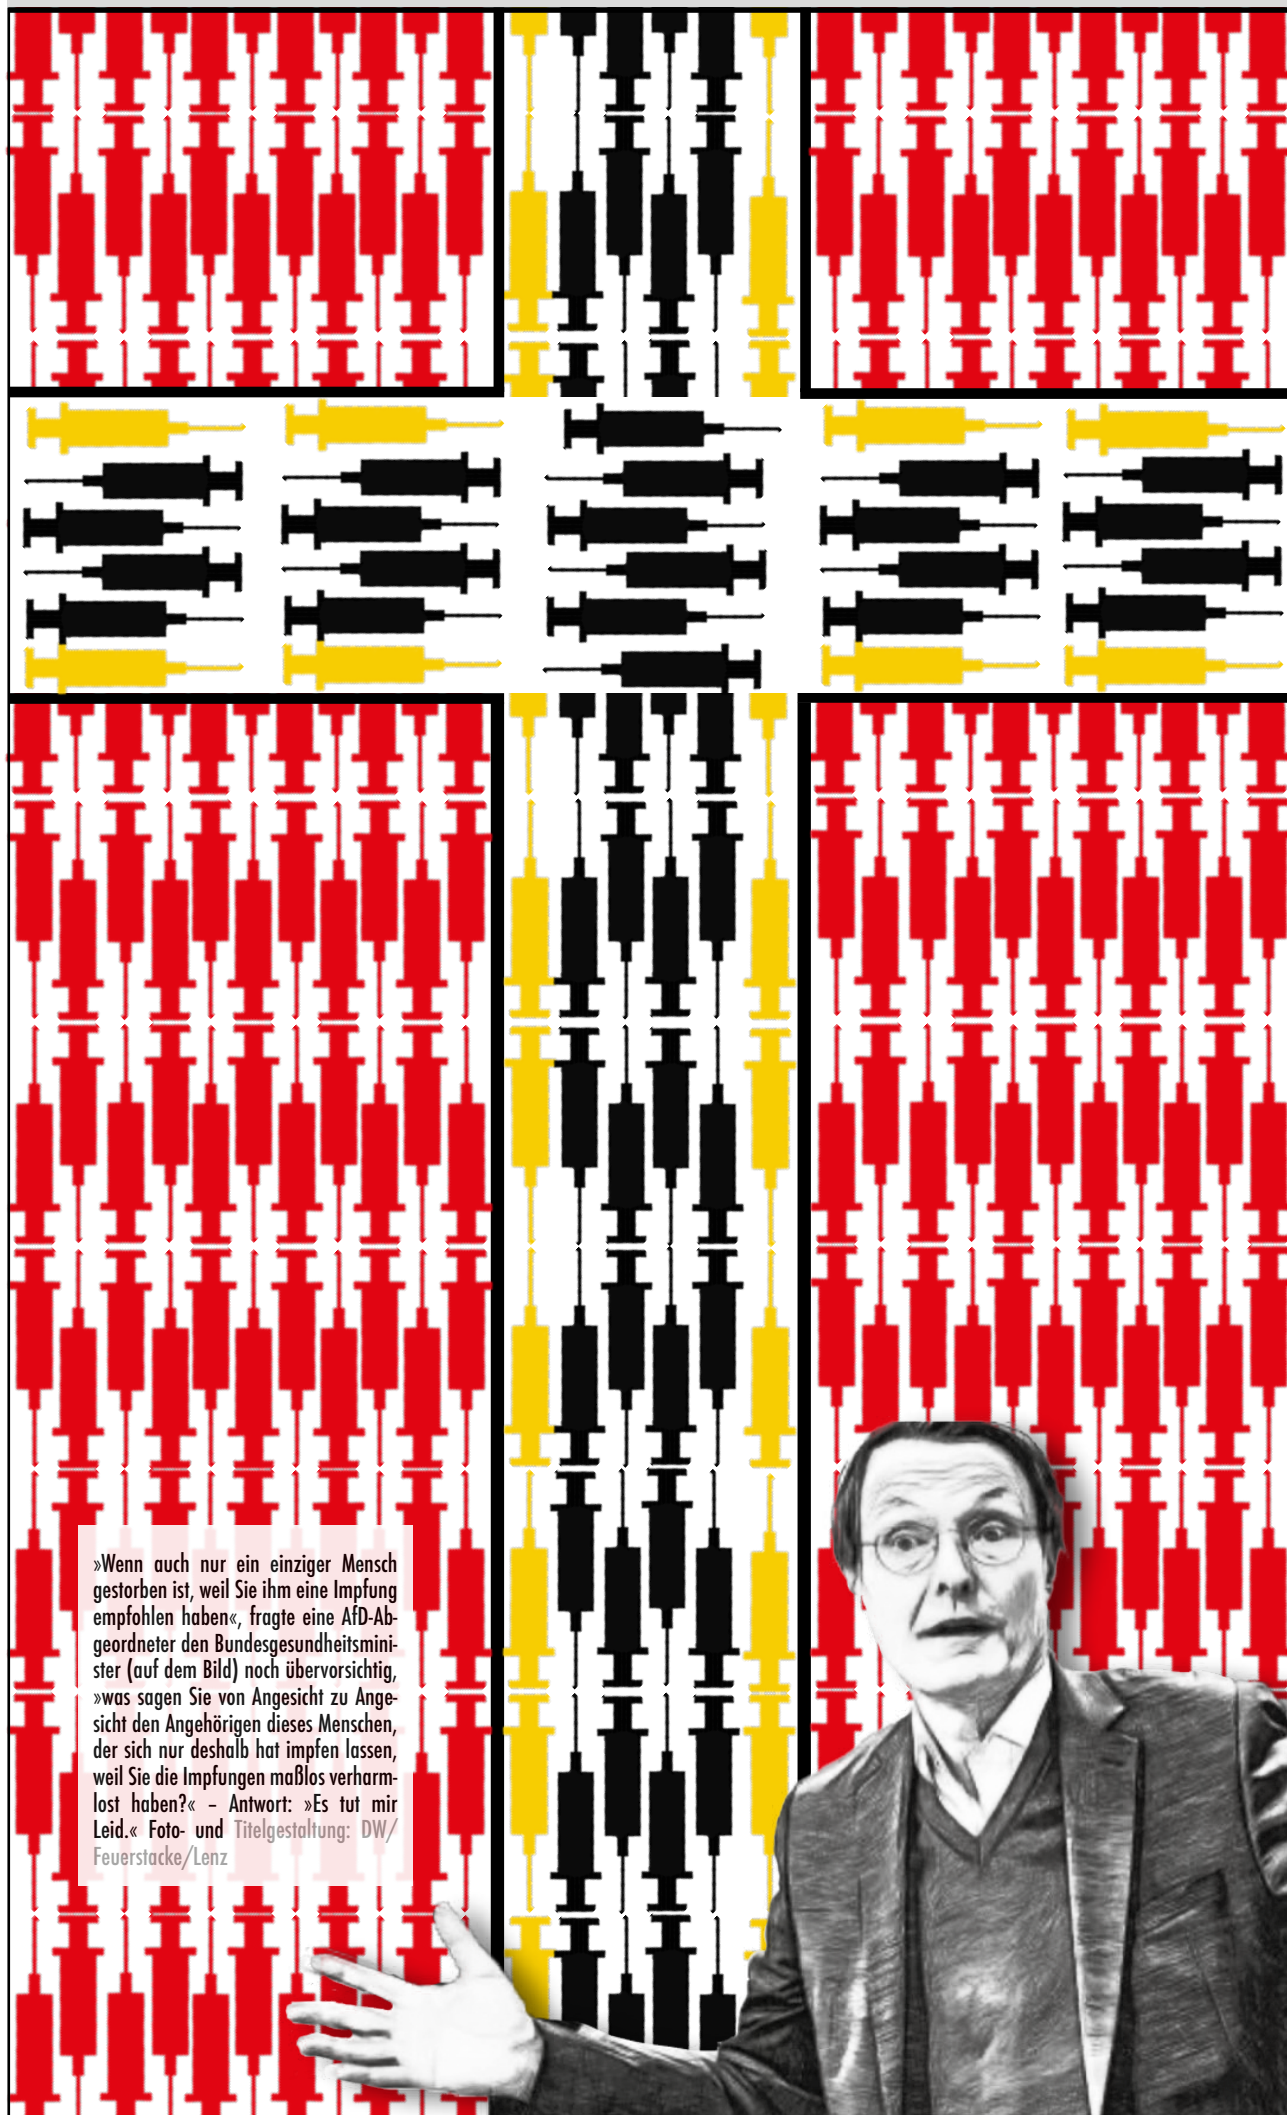 »Wenn auch nur ein einziger Mensch
gestorben ist, weil Sie ihm eine Impfung
empfohlen haben«, fragte eine AfD-Ab-
geordneter den Bundesgesundheitsmini-
ster (auf dem Bild) noch übervorsichtig,
»was sagen Sie von Angesicht zu Ange-
sicht den Angehörigen dieses Menschen,
der sich nur deshalb hat impfen lassen,
weil Sie die Impfungen maßlos verharm-
lost haben?« – Antwort: »Es tut mir
Leid.« Foto- und Titelgestaltung: DW/
Feuerstacke/Lenz